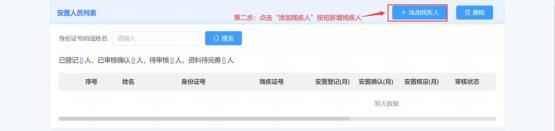 安置人员列表
第二步：点击“添加残疾人”按钮新增残疾人
+ 添加残疾人
删除
身份证号码或姓名
请输入
搜索
已登记0人，已审核确认0人，待审核：0人，资料待完善0人
序号 姓名 身份证号 残疾证号 安置登记(月) 安置确认(月) 安置核定(月) 审核状态
暂无数据